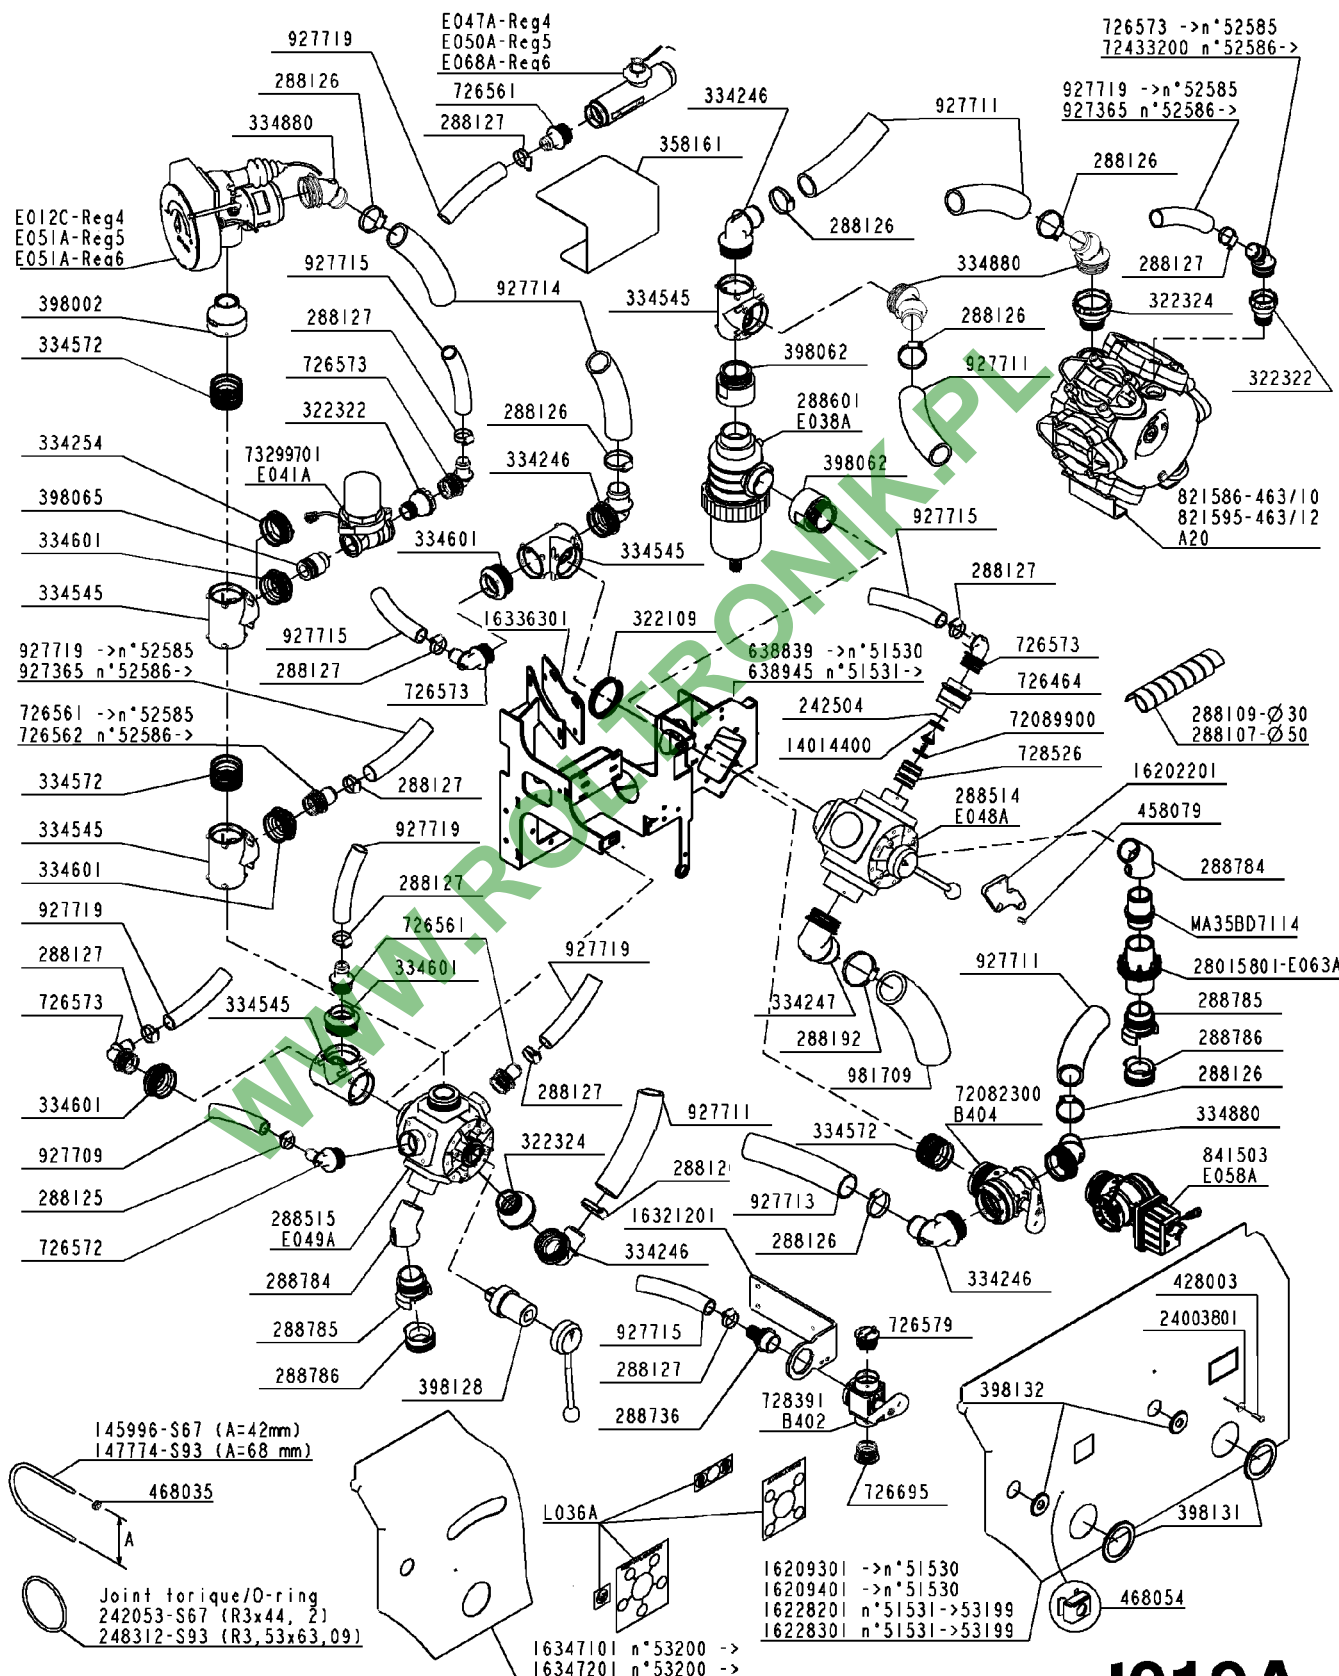 E047A-Reg4
E050A-Reg5
E068A-Reg6
927719
726573 ->n°52585
72433200 n°52586->
288126
726561
334246
927711
927719 ->n°52585
927365 n°52586->
334880
288127
358161
288126
E012C-Reg4
E051A-Reg5
E051A-Reg6
288126
288127
927715
927714
334880
334545
322324
398002
288127
288126
334572
726573
398062
927711
322322
322322
288126
288601
E038A
334254
73299701
E041A
334246
398062
398065
821586-463/10
821595-463/12
A20
927715
334601
334601
334545
288127
334545
16336301
322109
927715
638839 ->n°51530
638945 n°51531->
726573
927719 ->n°52585
927365 n°52586->
288127
726464
726573
242504
72089900
288109-Ø30
288107-Ø50
726561 ->n°52585
726562 n°52586->
14014400
728526
16202201
334572
288127
288514
E048A
458079
334545
927719
288784
334601
288127
927719
726561
MA35BD7114
288127
334601
927719
927711
28015801-E063A
726573
334545
334247
288785
288192
288786
334601
288127
981709
72082300
B404
288126
927711
334572
334880
927709
322324
841503
E058A
288125
288515
E049A
16321201
927713
288126
726572
334246
334246
288784
428003
288785
927715
726579
24003801
288786
398128
288127
728391
B402
398132
288736
145996-S67 (A=42mm)
147774-S93 (A=68 mm)
468035
726695
L036A
398131
A
16209301 ->n°51530
16209401 ->n°51530
16228201 n°51531->53199
16228301 n°51531->53199
468054
Joint torique/O-ring
242053-S67 (R3x44, 2)
248312-S93 (R3,53x63,09)
16347101 n°53200 ->
16347201 n°53200 ->
WWW.ROLTRONIK.PL